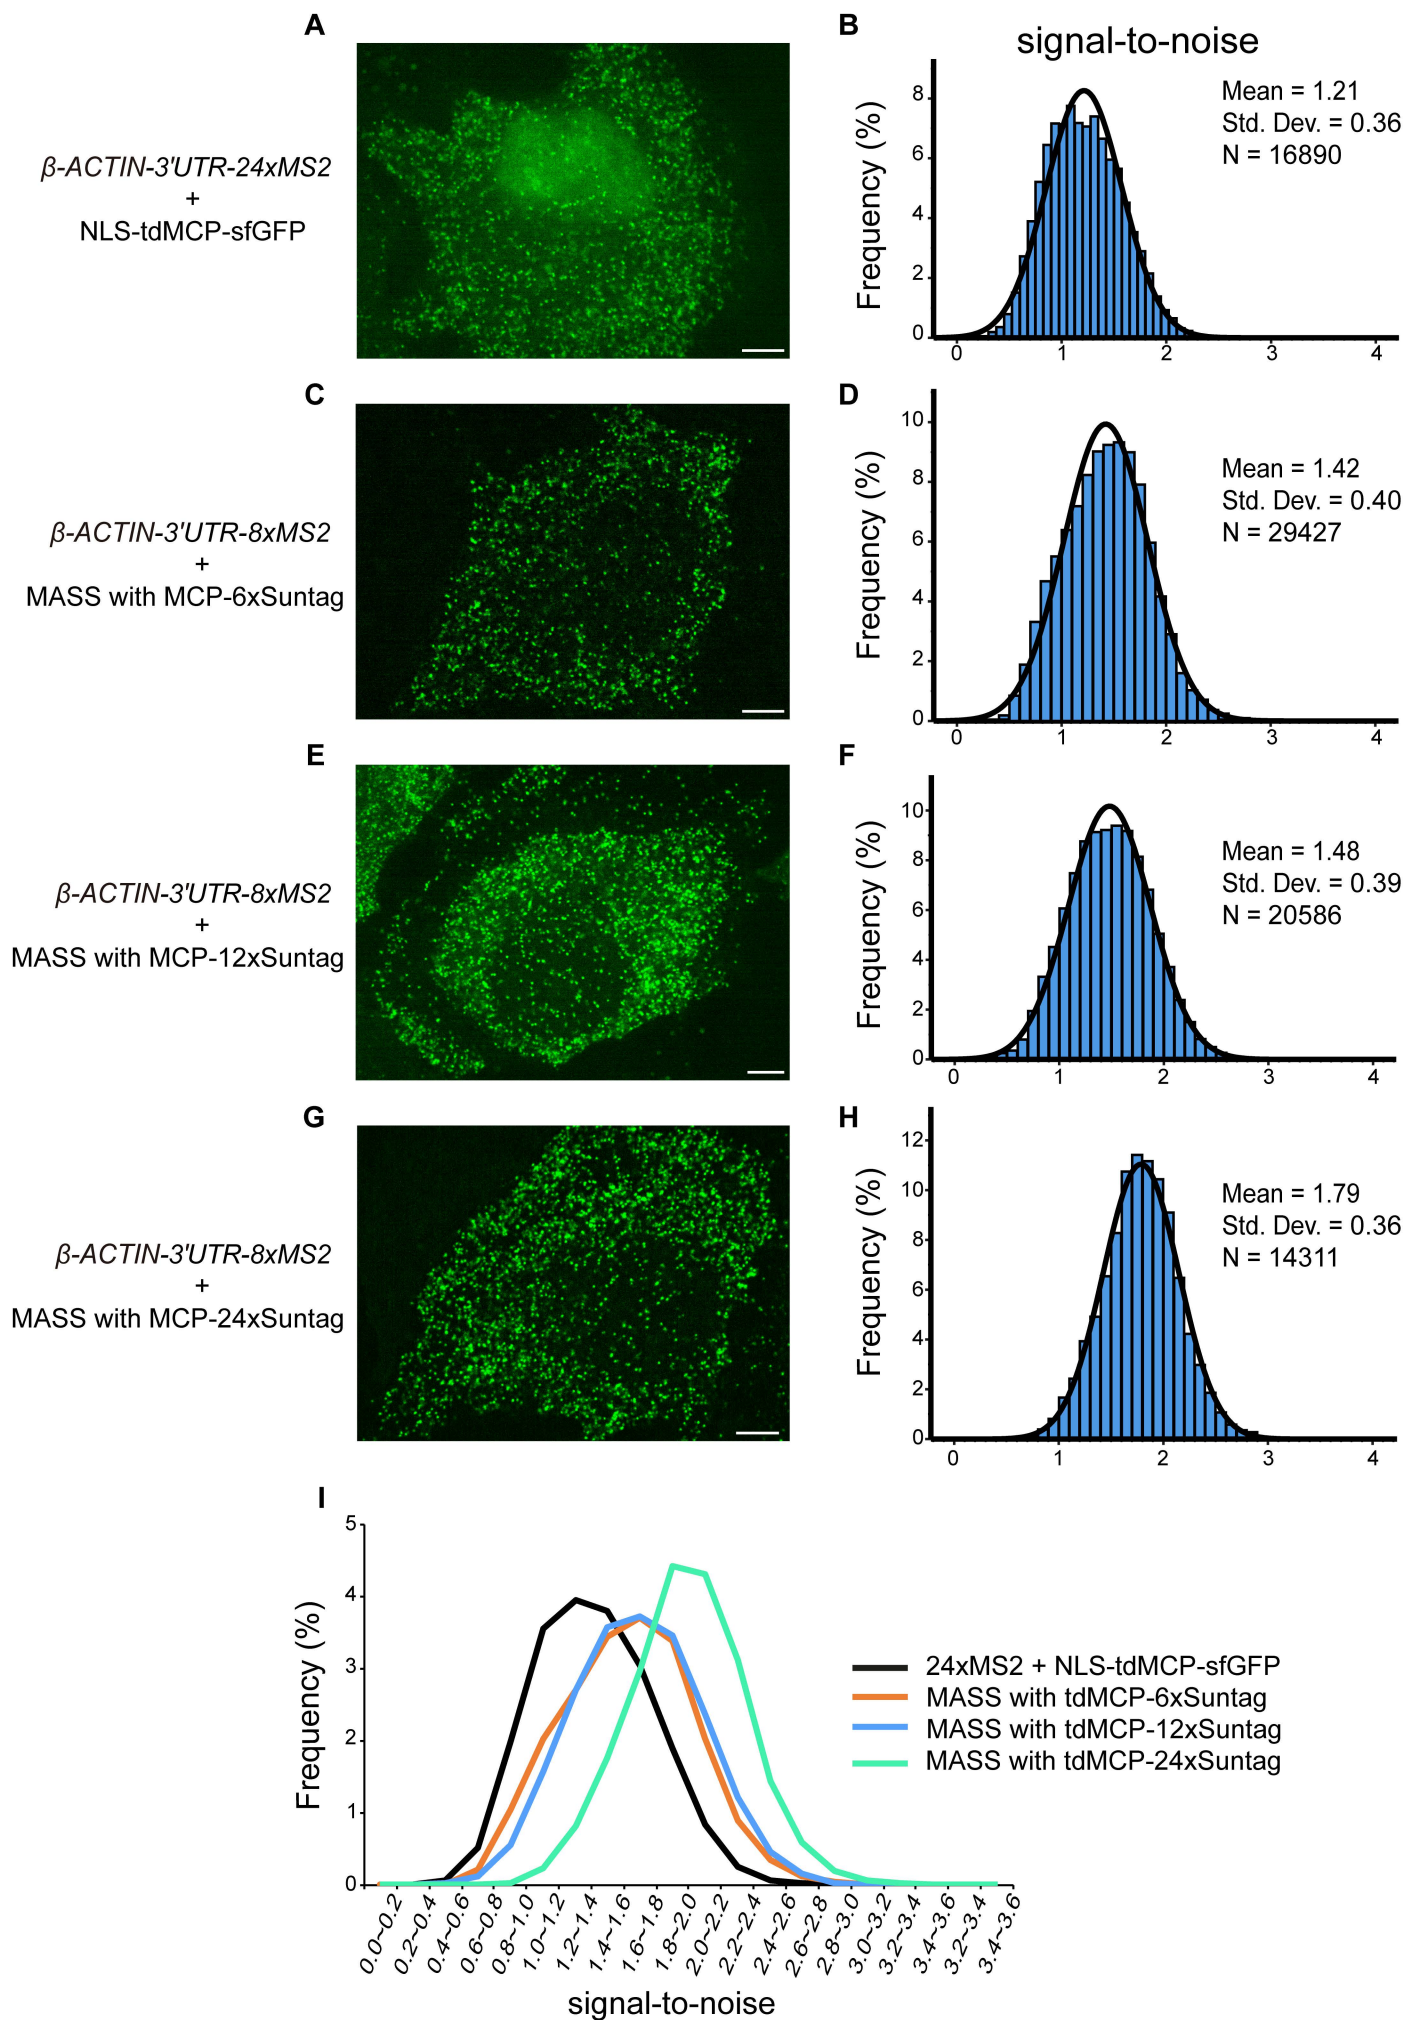 A
β-ACTIN-3'UTR-24xMS2
+
NLS-tdMCP-sfGFP
B
signal-to-noise
Frequency (%)
8
6
4
2
0
0 1 2 3 4
Mean = 1.21
Std. Dev. = 0.36
N = 16890
C
β-ACTIN-3'UTR-8xMS2
+
MASS with MCP-6xSuntag
D
Frequency (%)
10
8
6
4
2
0
0 1 2 3 4
Mean = 1.42
Std. Dev. = 0.40
N = 29427
E
β-ACTIN-3'UTR-8xMS2
+
MASS with MCP-12xSuntag
F
Frequency (%)
10
8
6
4
2
0
0 1 2 3 4
Mean = 1.48
Std. Dev. = 0.39
N = 20586
G
β-ACTIN-3'UTR-8xMS2
+
MASS with MCP-24xSuntag
H
Frequency (%)
12
10
8
6
4
2
0
0 1 2 3 4
Mean = 1.79
Std. Dev. = 0.36
N = 14311
I
Frequency (%)
5
4
3
2
1
0
0.0~0.2
0.2~0.4
0.4~0.6
0.6~0.8
0.8~1.0
1.0~1.2
1.2~1.4
1.4~1.6
1.6~1.8
1.8~2.0
2.0~2.2
2.2~2.4
2.4~2.6
2.6~2.8
2.8~3.0
3.0~3.2
3.2~3.4
3.4~3.6
3.2~3.4
3.4~3.6
signal-to-noise
24xMS2 + NLS-tdMCP-sfGFP
MASS with tdMCP-6xSuntag
MASS with tdMCP-12xSuntag
MASS with tdMCP-24xSuntag